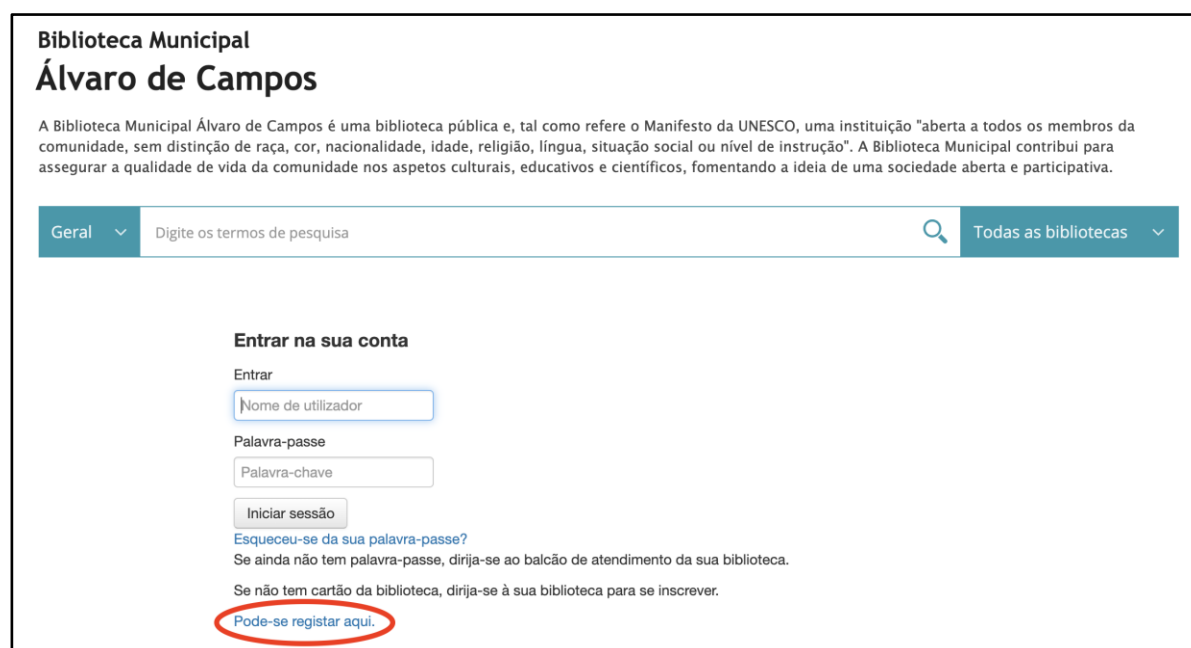 Biblioteca Municipal
Álvaro de Campos
A Biblioteca Municipal Álvaro de Campos é uma biblioteca pública e, tal como refere o Manifesto da UNESCO, uma instituição "aberta a todos os membros da
comunidade, sem distinção de raça, cor, nacionalidade, idade, religião, língua, situação social ou nível de instrução". A Biblioteca Municipal contribui para
assegurar a qualidade de vida da comunidade nos aspetos culturais, educativos e científicos, fomentando a ideia de uma sociedade aberta e participativa.
Geral Digite os termos de pesquisa Todas as bibliotecas
Entrar na sua conta
Entrar
Nome de utilizador
Palavra-passe
Palavra-chave
Iniciar sessão
Esqueceu-se da sua palavra-passe?
Se ainda não tem palavra-passe, dirija-se ao balcão de atendimento da sua biblioteca.
Se não tem cartão da biblioteca, dirija-se à sua biblioteca para se inscrever.
Pode-se registar aqui.